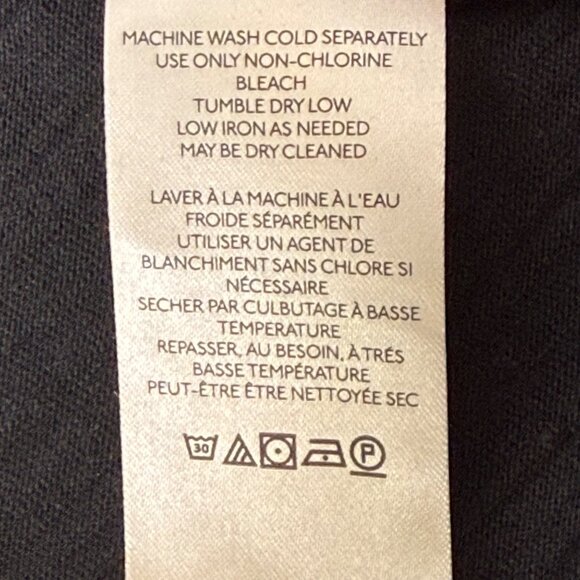 MACHINE WASH COLD SEPARATELY
USE ONLY NON-CHLORINE
BLEACH
TUMBLE DRY LOW
LOW IRON AS NEEDED
MAY BE DRY CLEANED
LAVER À LA MACHINE À L'EAU
FROIDE SÉPARÉMENT
UTILISER UN AGENT DE
BLANCHIMENT SANS CHLORE SI
NÉCESSAIRE
SECHER PAR CULBUTAGE À BASSE
TEMPERATURE
REPASSER, AU BESOIN, À TRÉS
BASSE TEMPÉRATURE
PEUT-ÊTRE ÊTRE NETTOYÉE SEC
30 P